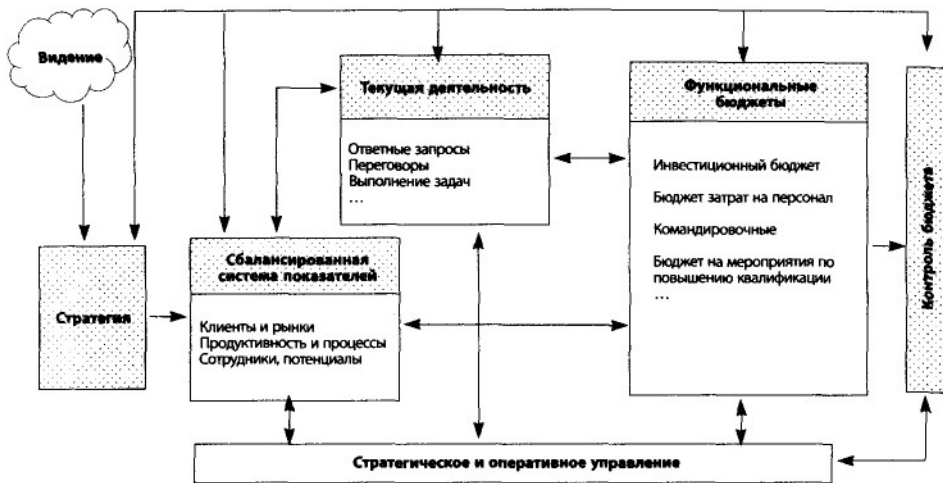 Видение
Текущая деятельность
Ответные запросы
Переговоры
Выполнение задач
...
Функциональные
бюджеты
Инвестиционный бюджет
Бюджет затрат на персонал
Командировочные
Бюджет на мероприятия по
повышению квалификации
...
Контроль бюджета
Стратегия
Сбалансированная
система показателей
Клиенты и рынки
Продуктивность и процессы
Сотрудники, потенциалы
Стратегическое и оперативное управление